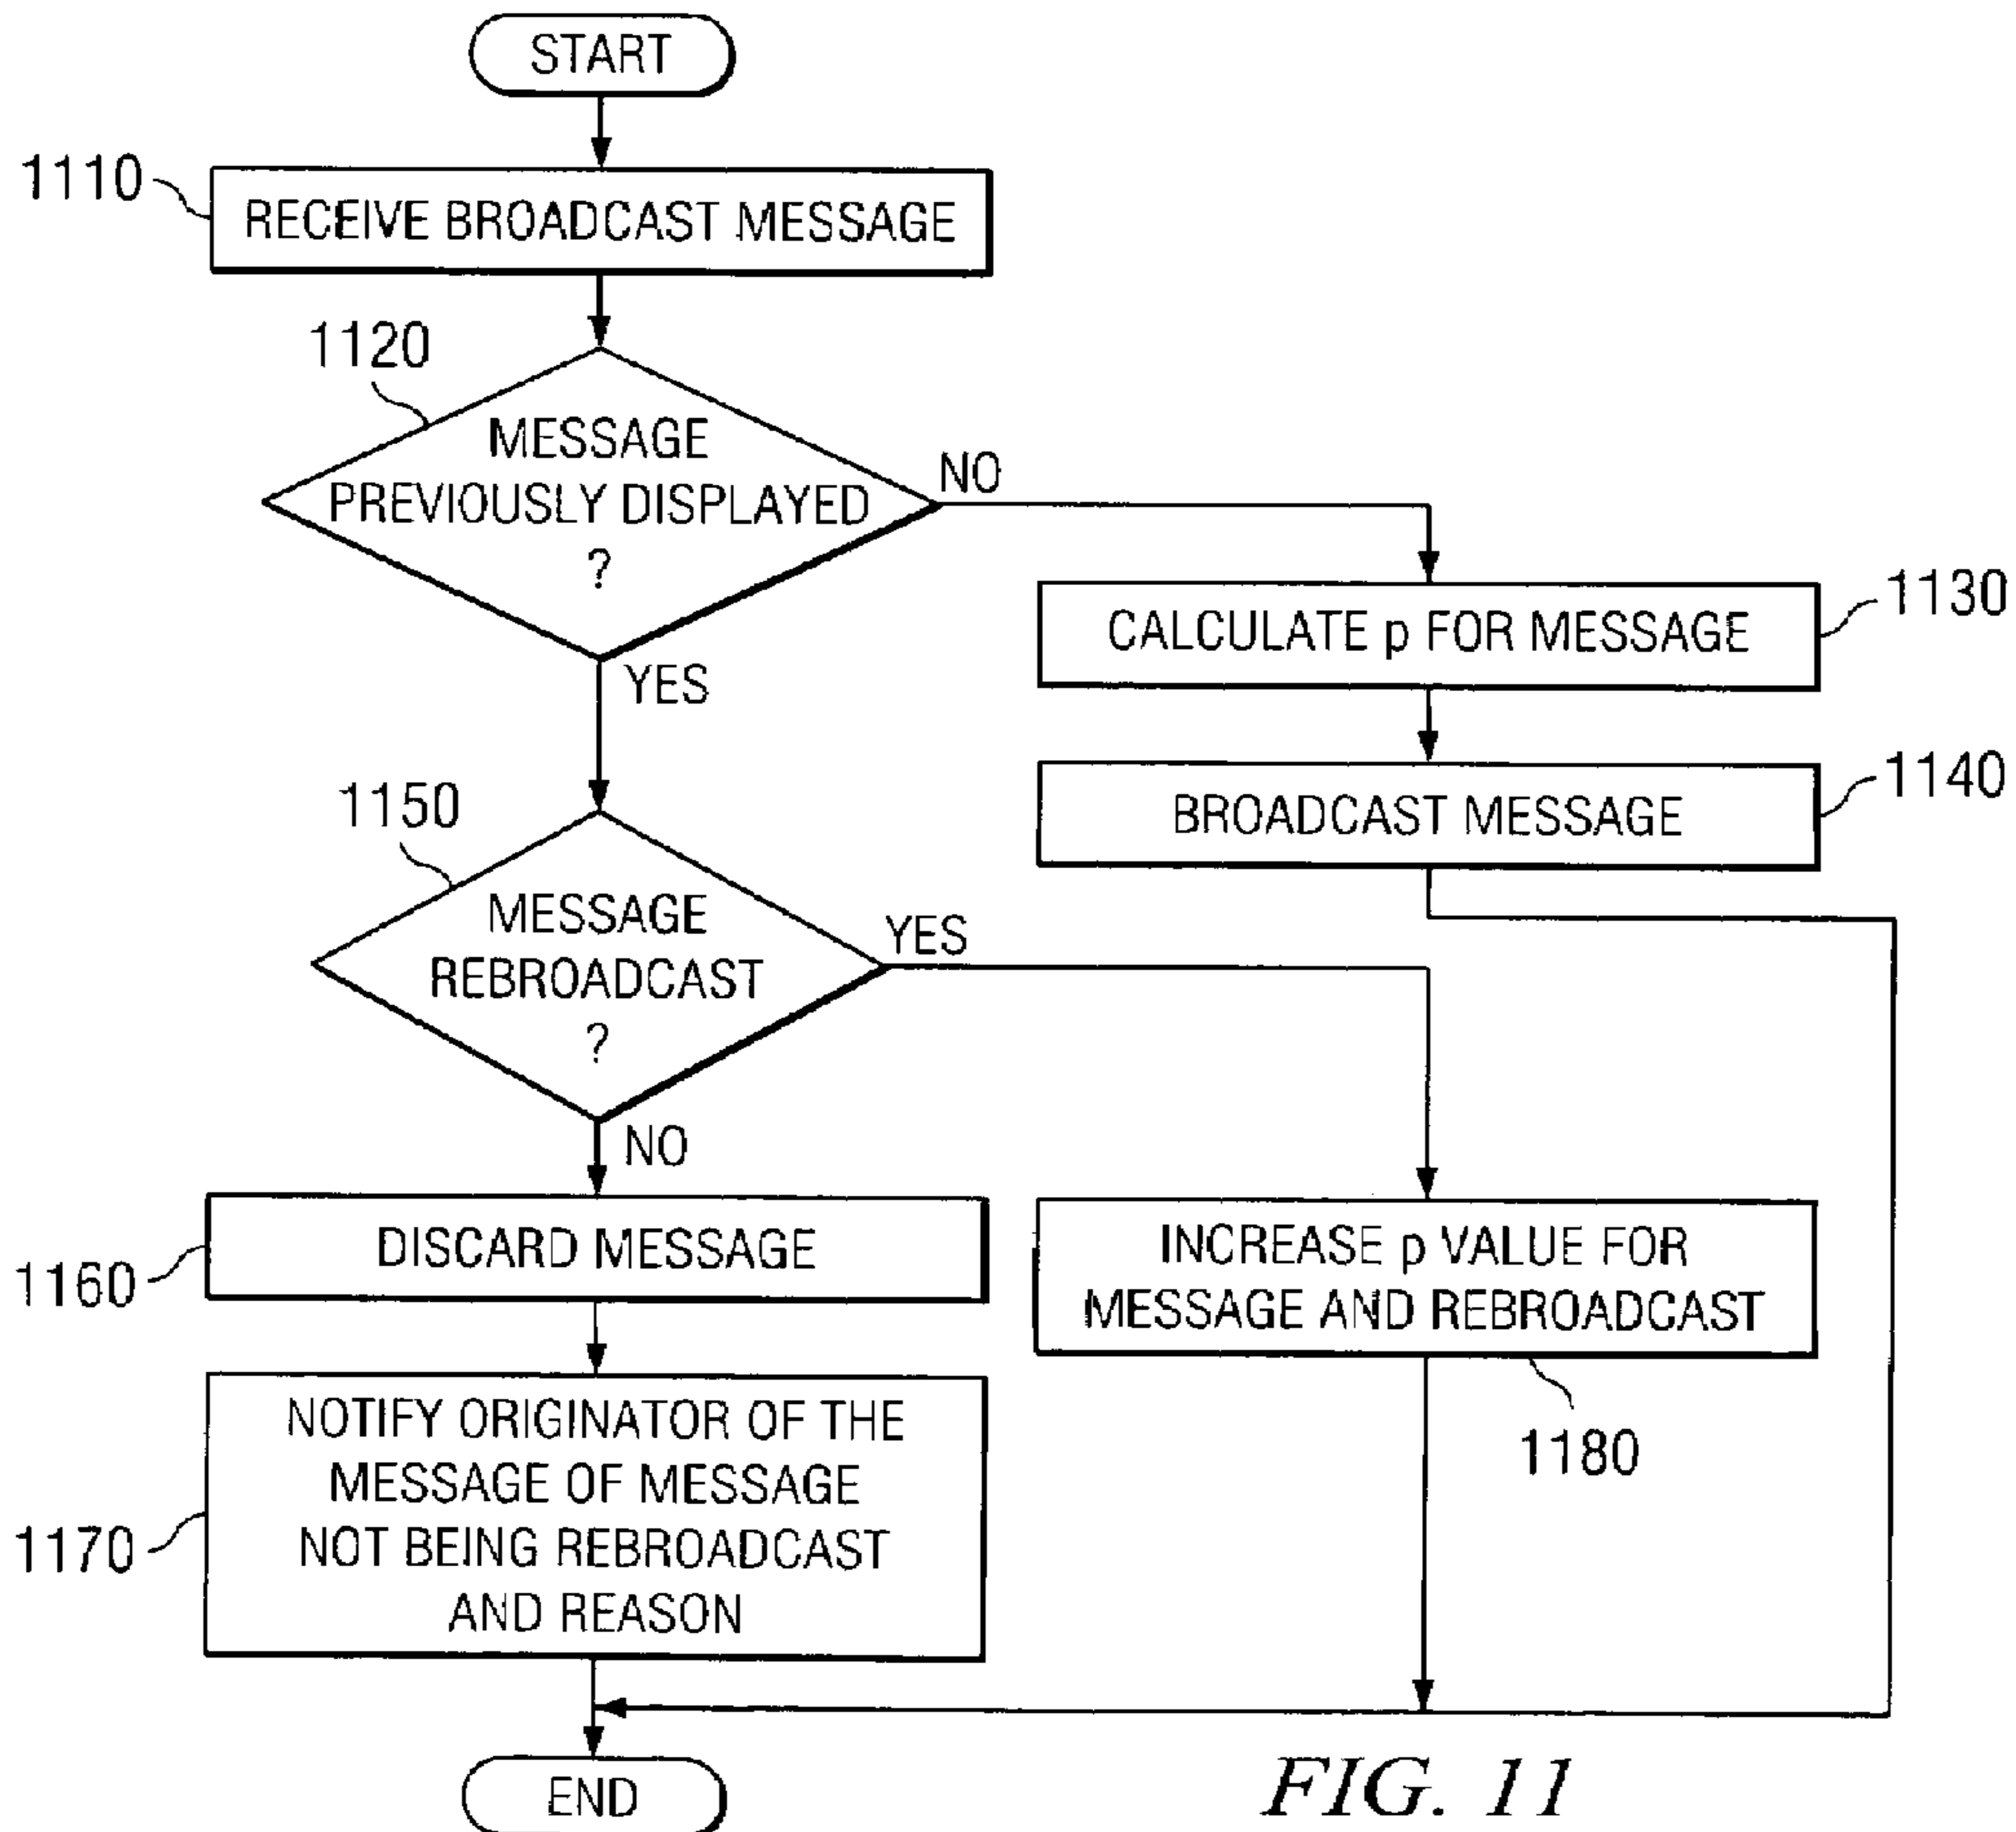 START
1110
RECEIVE BROADCAST MESSAGE
1120
MESSAGE
PREVIOUSLY DISPLAYED
?
NO
YES
CALCULATE p FOR MESSAGE
1130
BROADCAST MESSAGE
1140
1150
MESSAGE
REBROADCAST
?
YES
NO
DISCARD MESSAGE
1160
INCREASE p VALUE FOR
MESSAGE AND REBROADCAST
1180
NOTIFY ORIGINATOR OF THE
MESSAGE OF MESSAGE
NOT BEING REBROADCAST
AND REASON
1170
END
FIG. 11